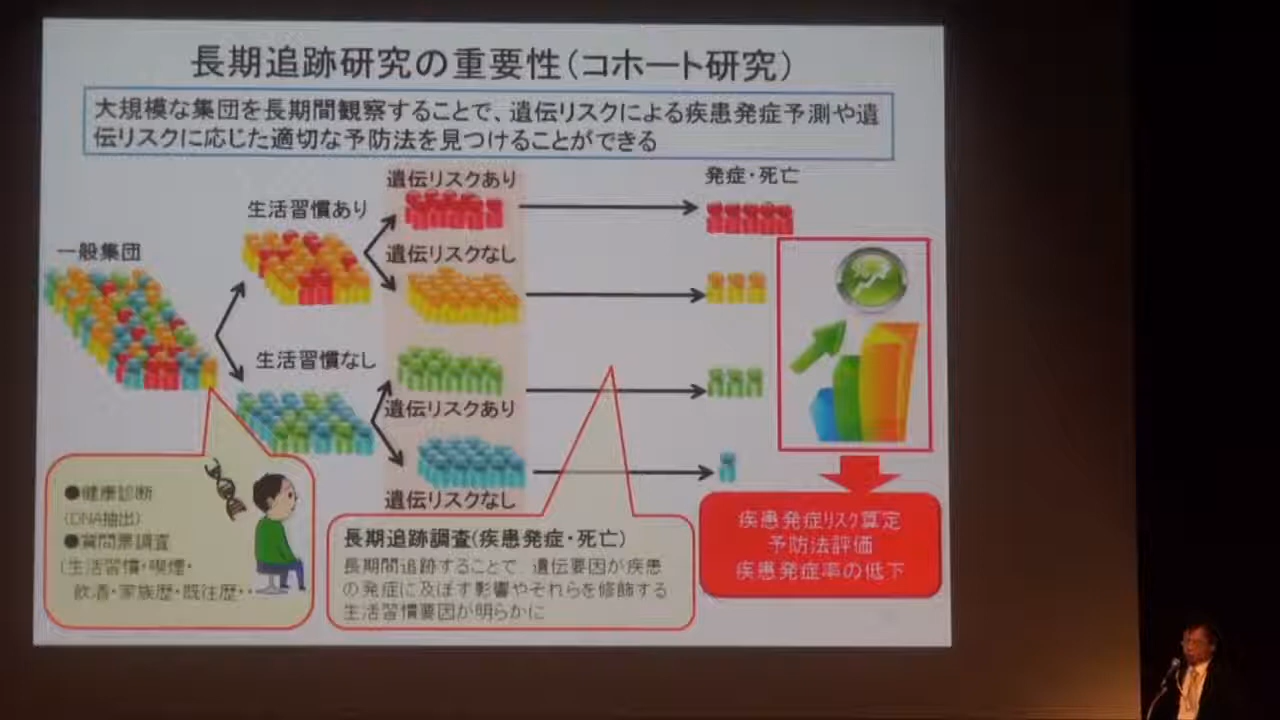 長期追跡研究の重要性(コホート研究)
大規模な集団を長期間観察することで、遺伝リスクによる疾患発症予測や遺
伝リスクに応じた適切な予防法を見つけることができる
一般集団
生活習慣あり
生活習慣なし
遺伝リスクあり
遺伝リスクなし
遺伝リスクあり
遺伝リスクなし
発症・死亡
●健康診断
(DNA抽出)
●質問票調査
(生活習慣・喫煙・
飲酒・家族歴・既往歴・・
長期追跡調査(疾患発症・死亡)
長期間追跡することで、遺伝要因が疾患
の発症に及ぼす影響やそれらを修飾する
生活習慣要因が明らかに
疾患発症リスク算定
予防法評価
疾患発症率の低下